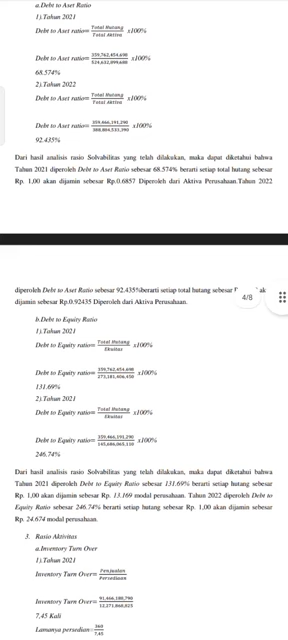 a.Debt to Aset Ratio
1).Tahun 2021
Debt to Aset ratio= Total Hutang / Total Aktiva x100%
Debt to Aset ratio= 359,762,454,698 / 524,632,099,688 x100%
68.574%
2).Tahun 2022
Debt to Aset ratio= Total Hutang / Total Aktiva x100%
Debt to Aset ratio= 359,466,191,290 / 388,884,531,390 x100%
92.435%
Dari hasil analisis rasio Solvabilitas yang telah dilakukan, maka dapat diketahui bahwa
Tahun 2021 diperoleh Debt to Aset Ratio sebesar 68.574% berarti setiap total hutang sebesar
Rp. 1,00 akan dijamin sebesar Rp.0.6857 Diperoleh dari Aktiva Perusahaan.Tahun 2022
diperoleh Debt to Aset Ratio sebesar 92.435%berarti setiap total hutang sebesar
dijamin sebesar Rp.0.92435 Diperoleh dari Aktiva Perusahaan.
4/8
b.Debt to Equity Ratio
1).Tahun 2021
Debt to Equity ratio= Total Hutang / Ekuitas x100%
Debt to Equity ratio= 359,762,454,698 / 273,181,406,450 x100%
131,69%
2).Tahun 2021
Debt to Equity ratio= Total Hutang / Ekuitas x100%
Debt to Equity ratio= 359,466,191,290 x100%
246.74%
Dari hasil analisis rasio Solvabilitas yang telah dilakukan, maka dapat diketahui bahwa
Tahun 2021 diperoleh Debt to Equity Ratio sebesar 131.69% berarti setiap hutang sebesar
Rp. 1,00 akan dijamin sebesar Rp. 13.169 modal perusahaan. Tahun 2022 diperoleh Debt to
Equity Ratio sebesar 246.74% berarti setiap hutang sebesar Rp. 1,00 akan dijamin sebesar
Rp. 24.674 modal perusahaan.
3. Rasio Aktivitas
a.Inventory Turn Over
1).Tahun 2021
Inventory Turn Over= Penjualan / Persediaan
Inventory Turn Over= 91,466,180,790 / 12,271,868,825
7,45 Kali
Lamanya persedian= 360 / 7,45